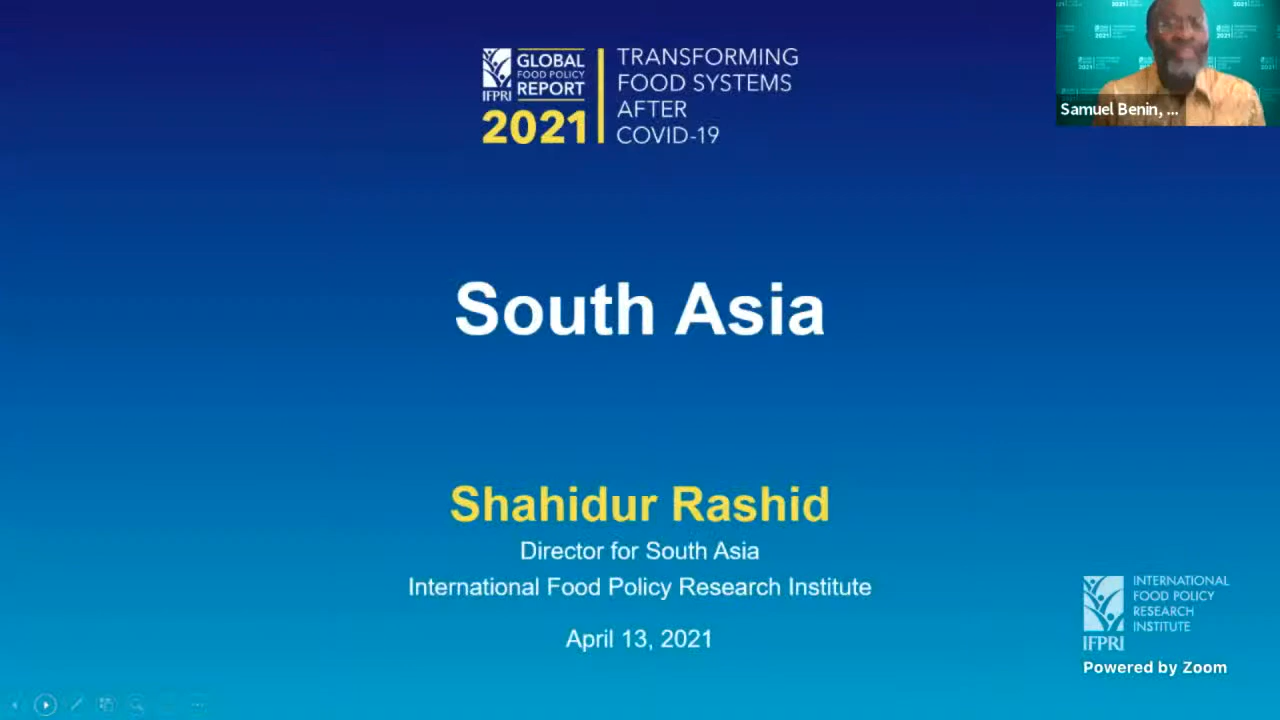 IFPRI
GLOBAL
FOOD POLICY
REPORT
2021
TRANSFORMING
FOOD SYSTEMS
AFTER
COVID-19
Samuel Benin, ...
South Asia
Shahidur Rashid
Director for South Asia
International Food Policy Research Institute
April 13, 2021
IFPRI
INTERNATIONAL
FOOD POLICY
RESEARCH
INSTITUTE
Powered by Zoom